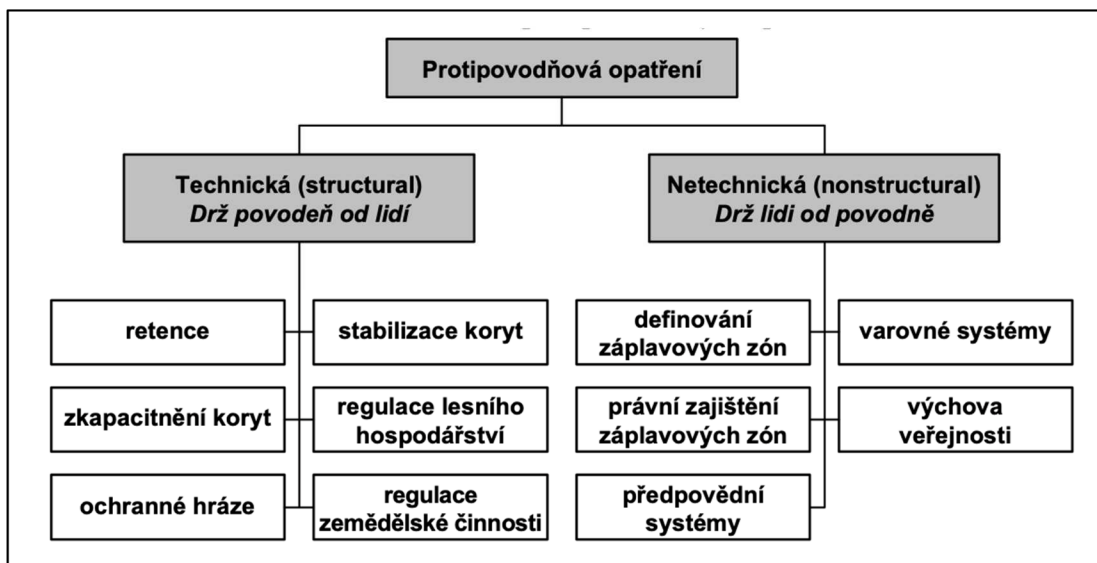 Protipovodňová opatření
Technická (structural)
Drž povodeň od lidí
Netechnická (nonstructural)
Drž lidi od povodně
retence
stabilizace koryt
definování
záplavových zón
varovné systémy
zkapacitnění koryt
regulace lesního
hospodářství
právní zajištění
záplavových zón
výchova
veřejnosti
ochranné hráze
regulace
zemědělské činnosti
předpovědní
systémy